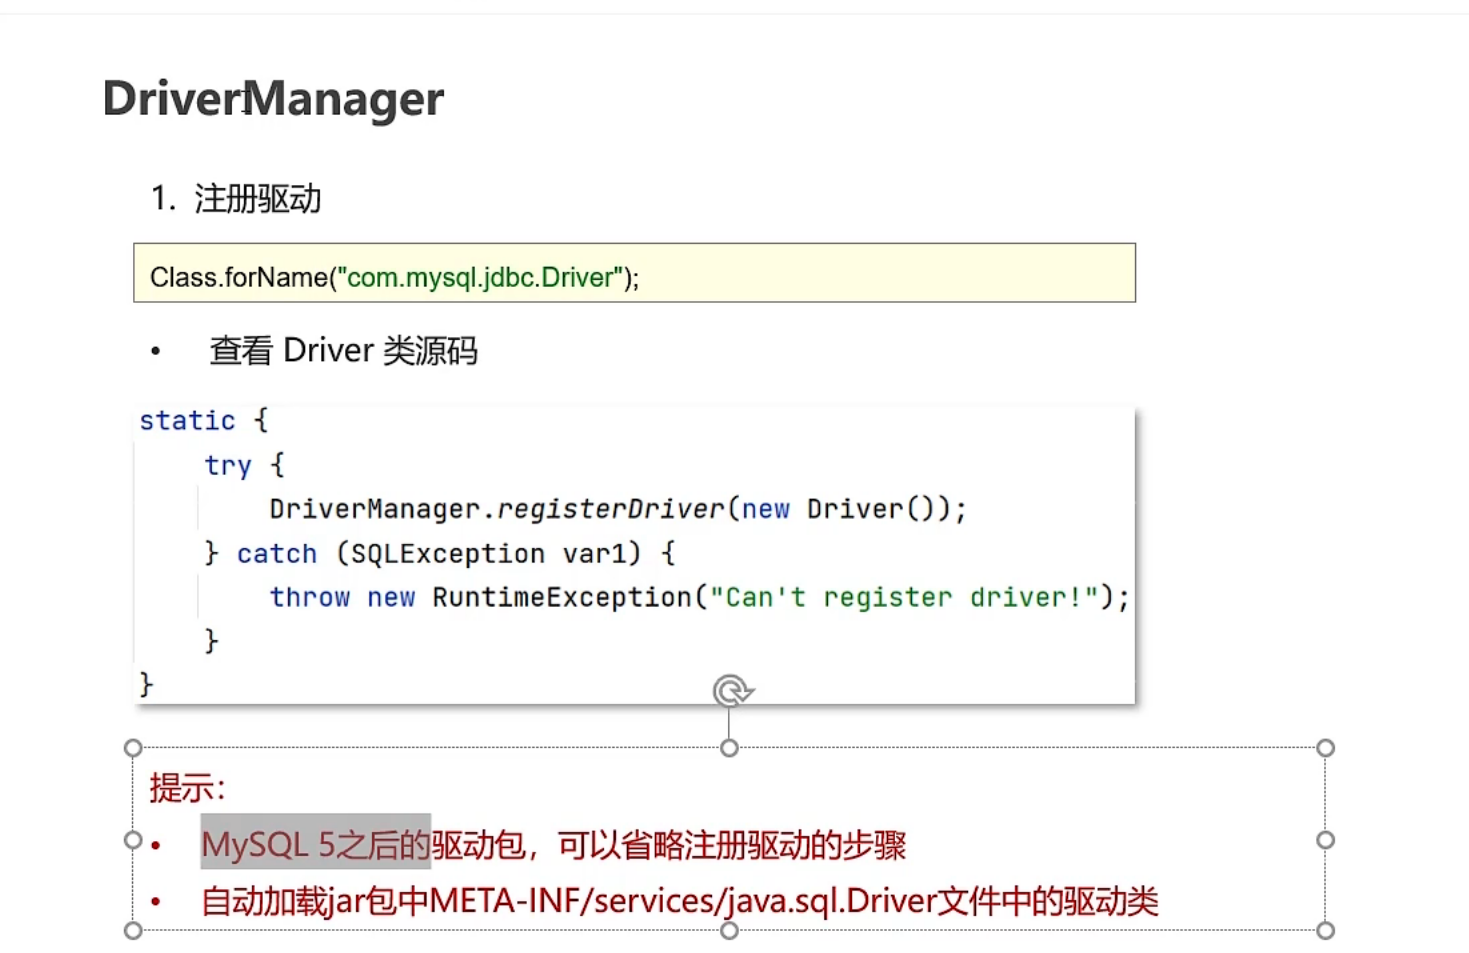 DriverManager
1. 注册驱动
Class.forName("com.mysql.jdbc.Driver");
• 查看 Driver 类源码
static {
try {
DriverManager.registerDriver(new Driver());
} catch (SQLException var1) {
throw new RuntimeException("Can't register driver!");
}
}
提示：
• MySQL 5之后的驱动包，可以省略注册驱动的步骤
• 自动加载jar包中META-INF/services/java.sql.Driver文件中的驱动类